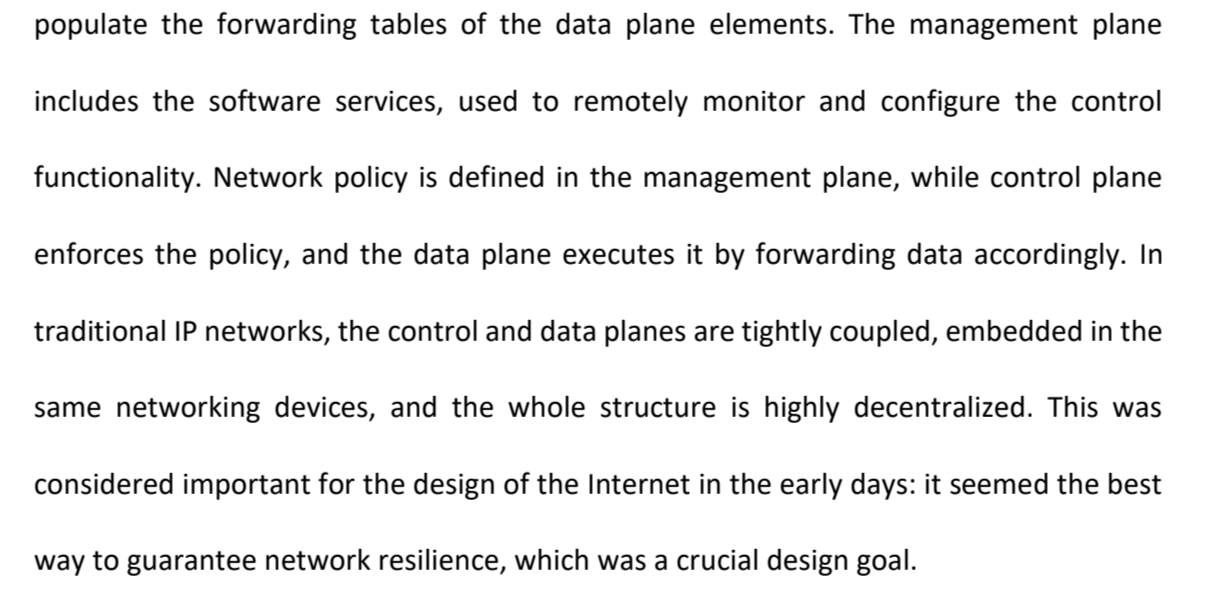 populate the forwarding tables of the data plane elements. The management plane
includes the software services, used to remotely monitor and configure the control
functionality. Network policy is defined in the management plane, while control plane
enforces the policy, and the data plane executes it by forwarding data accordingly. In
traditional IP networks, the control and data planes are tightly coupled, embedded in the
same networking devices, and the whole structure is highly decentralized. This was
considered important for the design of the Internet in the early days: it seemed the best
way to guarantee network resilience, which was a crucial design goal.